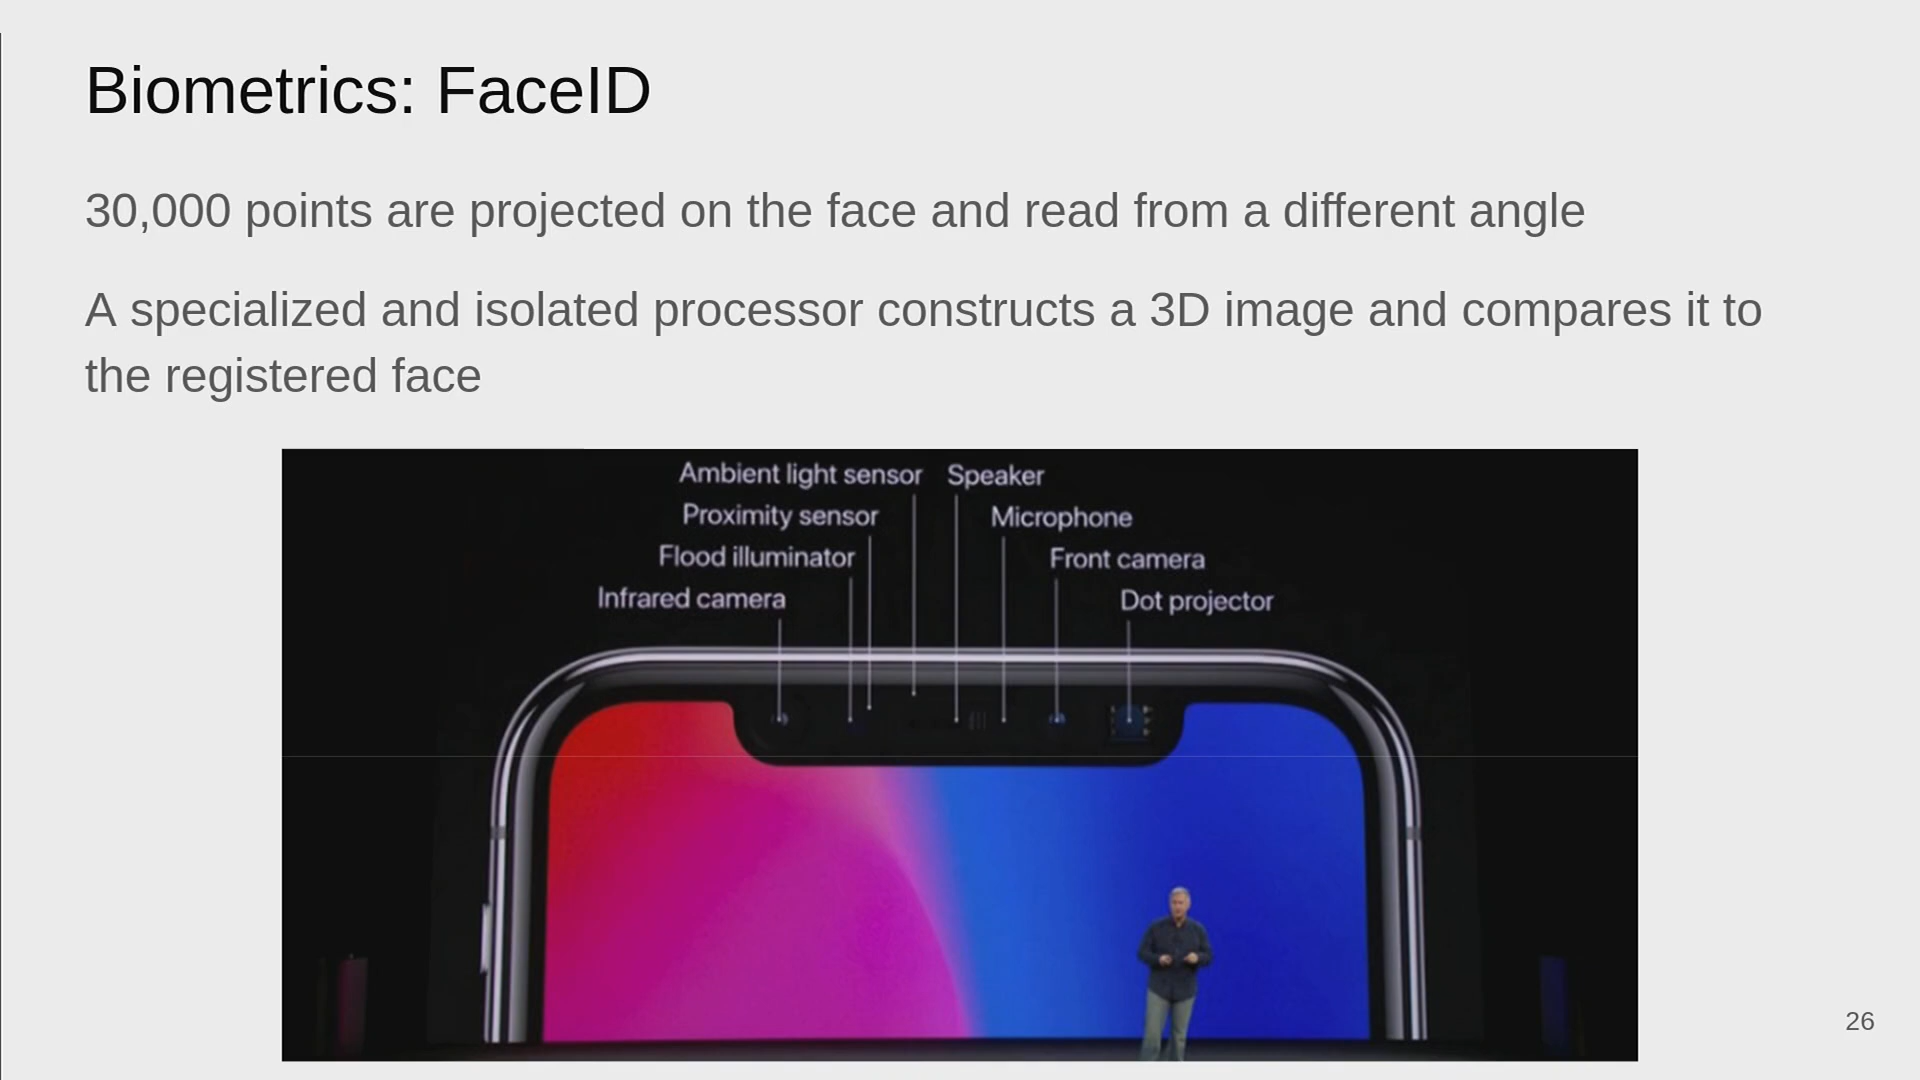 Biometrics: FaceID
30,000 points are projected on the face and read from a different angle
A specialized and isolated processor constructs a 3D image and compares it to
the registered face
Ambient light sensor
Speaker
Proximity sensor
Microphone
Flood illuminator
Front camera
Infrared camera
Dot projector
26